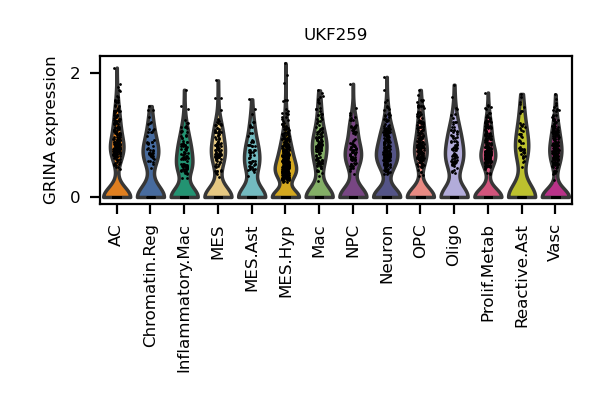 UKF259
GRINA expression
2
0
AC
Chromatin.Reg
Inflammatory.Mac
MES
MES.Ast
MES.Hyp
Mac
NPC
Neuron
OPC
Oligo
Prolif.Metab
Reactive.Ast
Vasc